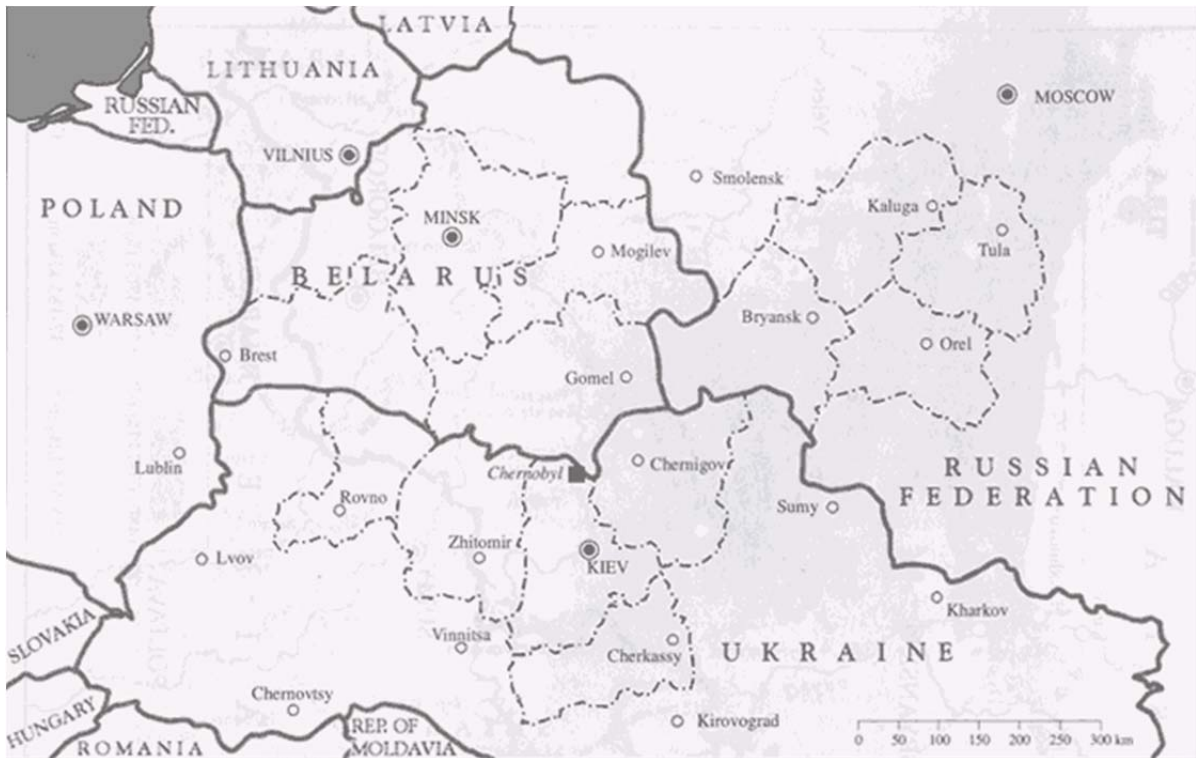 LATVIA
LITHUANIA
RUSSIAN
FED.
MOSCOW
VILNIUS
Smolensk
POLAND
Kaluga
MINSK
Mogilev
Tula
BELARUS
WARSAW
Bryansk
Brest
Orel
Gomel
Lublin
Chernobyl
Chernigov
RUSSIAN
FEDERATION
Rovno
Sumy
Lvov
Zhitomir
KIEV
Kharkov
SLOVAKIA
Vinnitsa
Cherkassy
UKRAINE
Chernovtsy
HUNGARY
REP. OF
MOLDAVIA
Kirovograd
ROMANIA
0 50 100 150 200 250 300 km